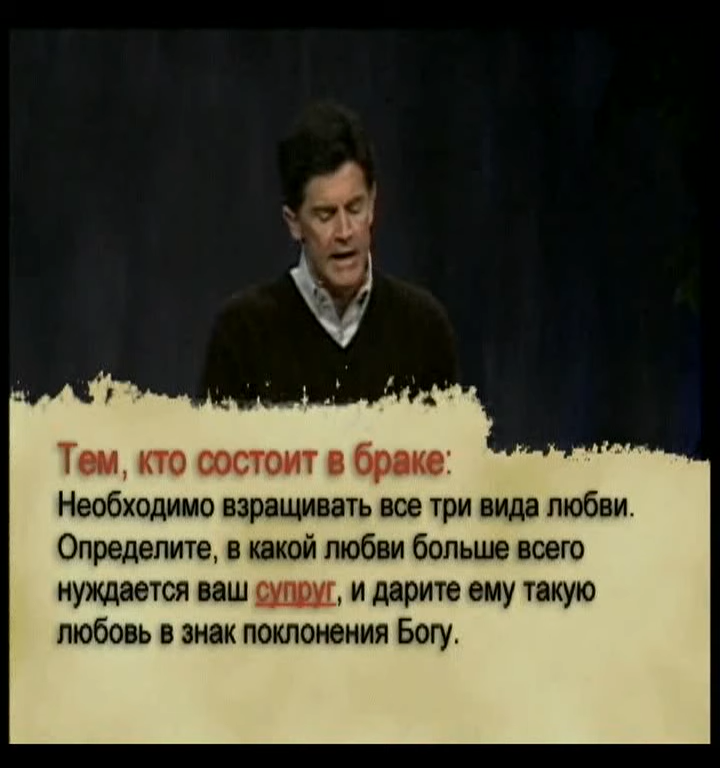 Тем, кто состоит в браке:
Необходимо взращивать все три вида любви.
Определите, в какой любви больше всего
нуждается ваш супруг, и дарите ему такую
любовь в знак поклонения Богу.